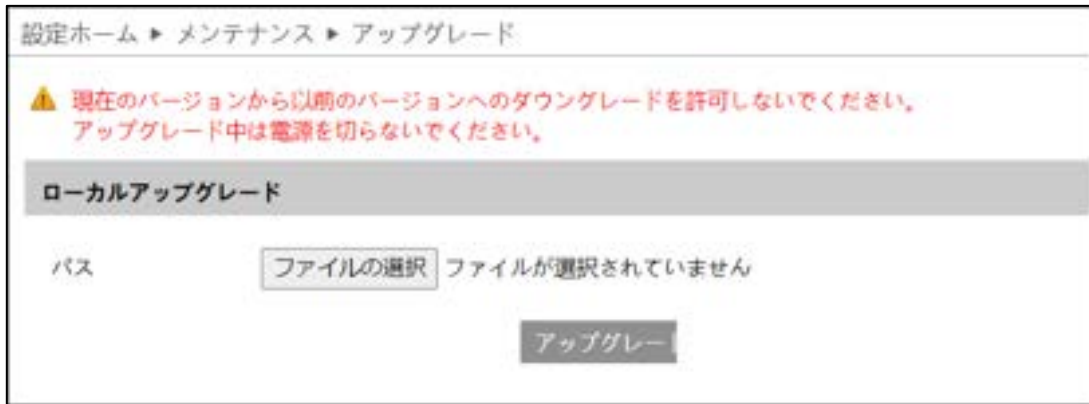 設定ホーム ▶ メンテナンス ▶ アップグレード
現在のバージョンから以前のバージョンへのダウングレードを許可しないでください。
アップグレード中は電源を切らないでください。
ローカルアップグレード
パス ファイルの選択 ファイルが選択されていません
アップグレー